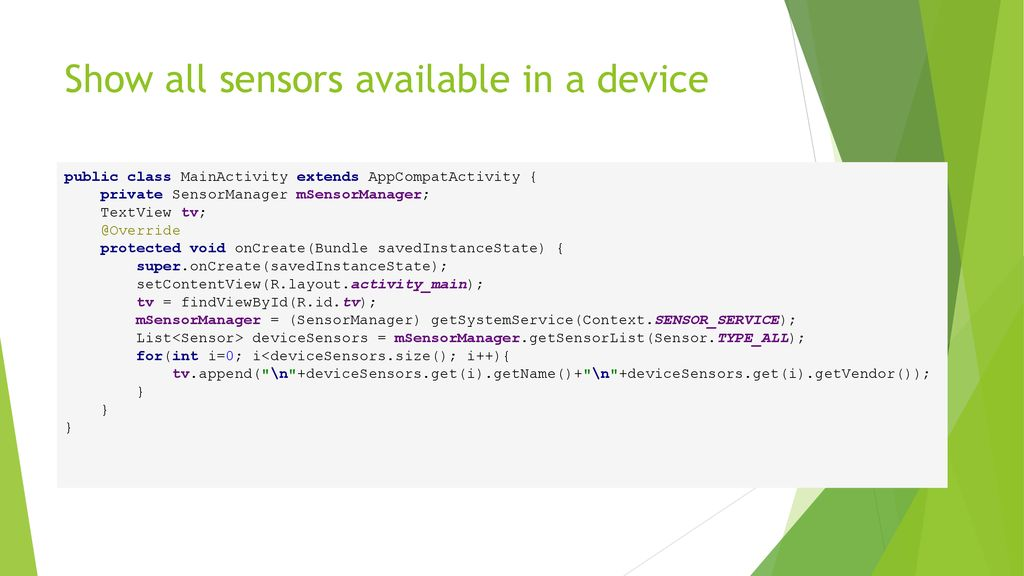 Show all sensors available in a device
public class MainActivity extends AppCompatActivity {
    private SensorManager mSensorManager;
    TextView tv;
    @Override
    protected void onCreate(Bundle savedInstanceState) {
        super.onCreate(savedInstanceState);
        setContentView(R.layout.activity_main);
        tv = findViewById(R.id.tv);
        mSensorManager = (SensorManager) getSystemService(Context.SENSOR_SERVICE);
        List<Sensor> deviceSensors = mSensorManager.getSensorList(Sensor.TYPE_ALL);
        for(int i=0; i<deviceSensors.size(); i++){
            tv.append("\n"+deviceSensors.get(i).getName()+"\n"+deviceSensors.get(i).getVendor());
        }
    }
}